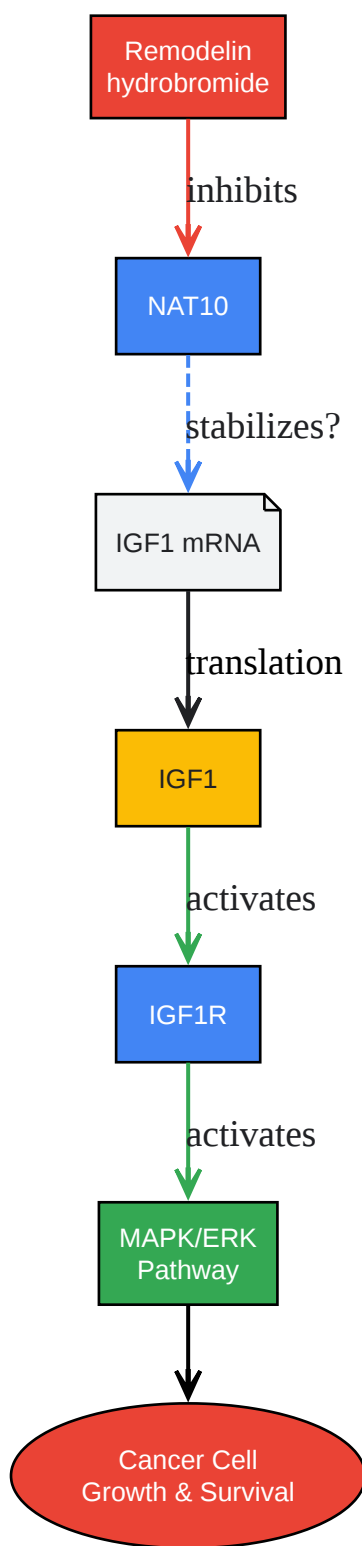 Remodelin
hydrobromide
inhibits
NAT10
stabilizes?
IGF1 mRNA
translation
IGF1
activates
IGF1R
activates
MAPK/ERK
Pathway
Cancer Cell
Growth & Survival